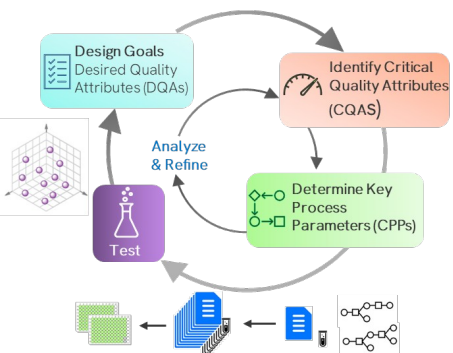 Design Goals
Desired Quality
Attributes (DQAs)
Identify Critical
Quality Attributes
(CQAS)
Analyze
& Refine
Determine Key
Process
Parameters (CPPs)
Test